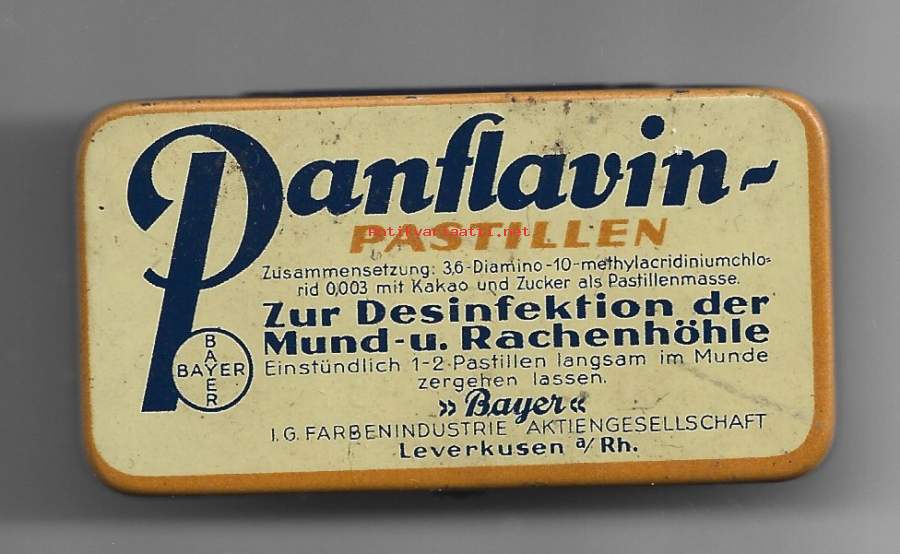 Panflavin-
PASTILLEN
Antikvariaatti.net
Zusammensetzung: 3,6-Diamino-10-methylacridiniumchlo=
rid 0,003 mit Kakao und Zucker als Pastillenmasse.
Zur Desinfektion der
Mund-u. Rachenhöhle
Einstündlich 1-2 Pastillen langsam im Munde
zergehen lassen.
BAYER
BAYER
»Bayer«
I.G. FARBENINDUSTRIE AKTIENGESELLSCHAFT
Leverkusen a/Rh.